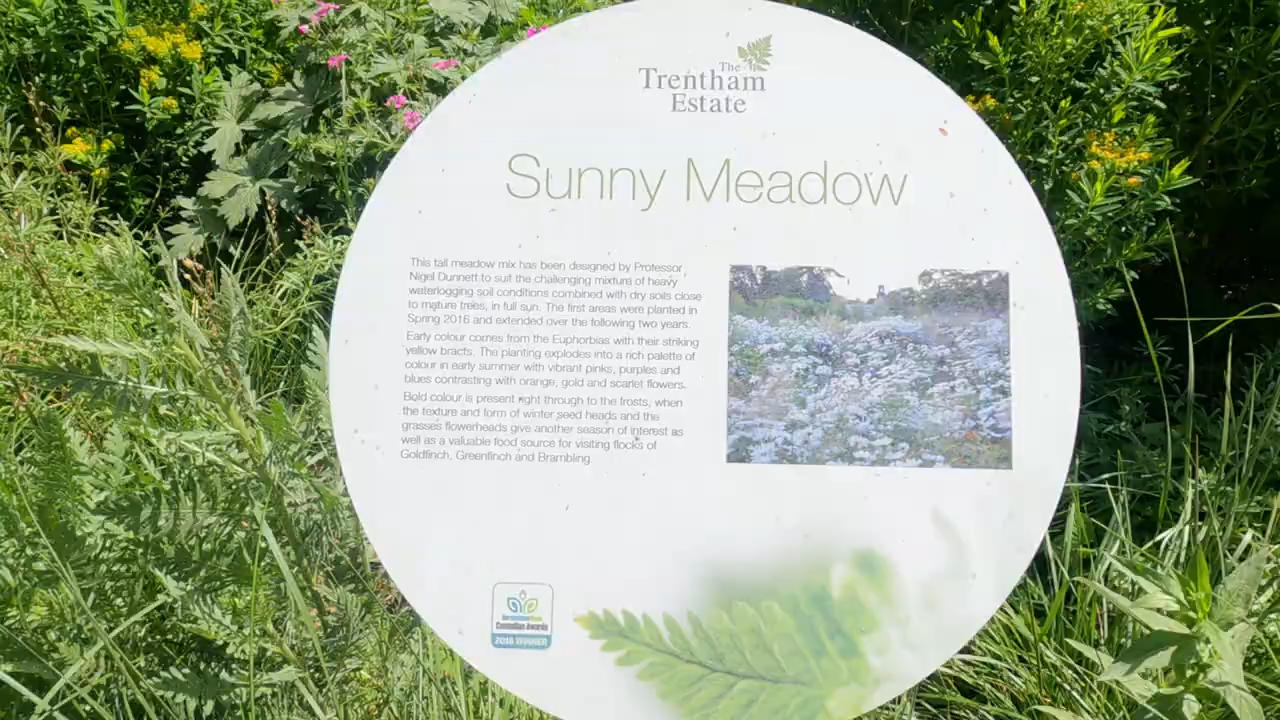 The
Trentham
Estate
Sunny Meadow
This tall meadow mix has been designed by Professor
Nigel Dunnett to suit the challenging mixture of heavy
waterlogging soil conditions combined with dry soils close
to mature trees, in full sun. The first areas were planted in
Spring 2016 and extended over the following two years.
Early colour comes from the Euphorbias with their striking
yellow bracts. The planting explodes into a rich palette of
colour in early summer with vibrant pinks, purples and
blues contrasting with orange, gold and scarlet flowers.
Bold colour is present right through to the frosts, when
the texture and form of winter seed heads and the
grasses flowerheads give another season of interest as
well as a valuable food source for visiting flocks of
Goldfinch, Greenfinch and Brambling.
Awards
2018 WINNER